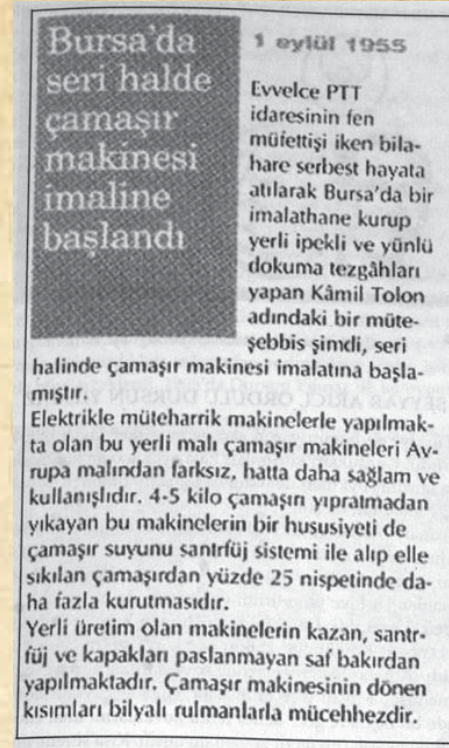 Bursa'da
seri halde
çamaşır
makinesi
imaline
başlandı
1 eylül 1955
Evvelce PTT
idaresinin fen
müfettişi iken bila-
hare serbest hayata
atılarak Bursa'da bir
imalathane kurup
yerli ipekli ve yünlü
dokuma tezgâhları
yapan Kâmil Tolon
adındaki bir müte-
şebbis şimdi, seri
halinde çamaşır makinesi imalatına başla-
mıştır.
Elektrikle müteharrik makinelerle yapılmak-
ta olan bu yerli malı çamaşır makineleri Av-
rupa malından farksız, hatta daha sağlam ve
kullanışlıdır. 4-5 kilo çamaşırı yıpratmadan
yıkayan bu makinelerin bir hususiyeti de
çamaşır suyunu santrfüj sistemi ile alıp elle
sıkılan çamaşırdan yüzde 25 nispetinde da-
ha fazla kurutmasıdır.
Yerli üretim olan makinelerin kazan, santr-
füj ve kapakları paslanmayan saf bakırdan
yapılmaktadır. Çamaşır makinesinin dönen
kısımları bilyalı rulmanlarla mücehhezdir.